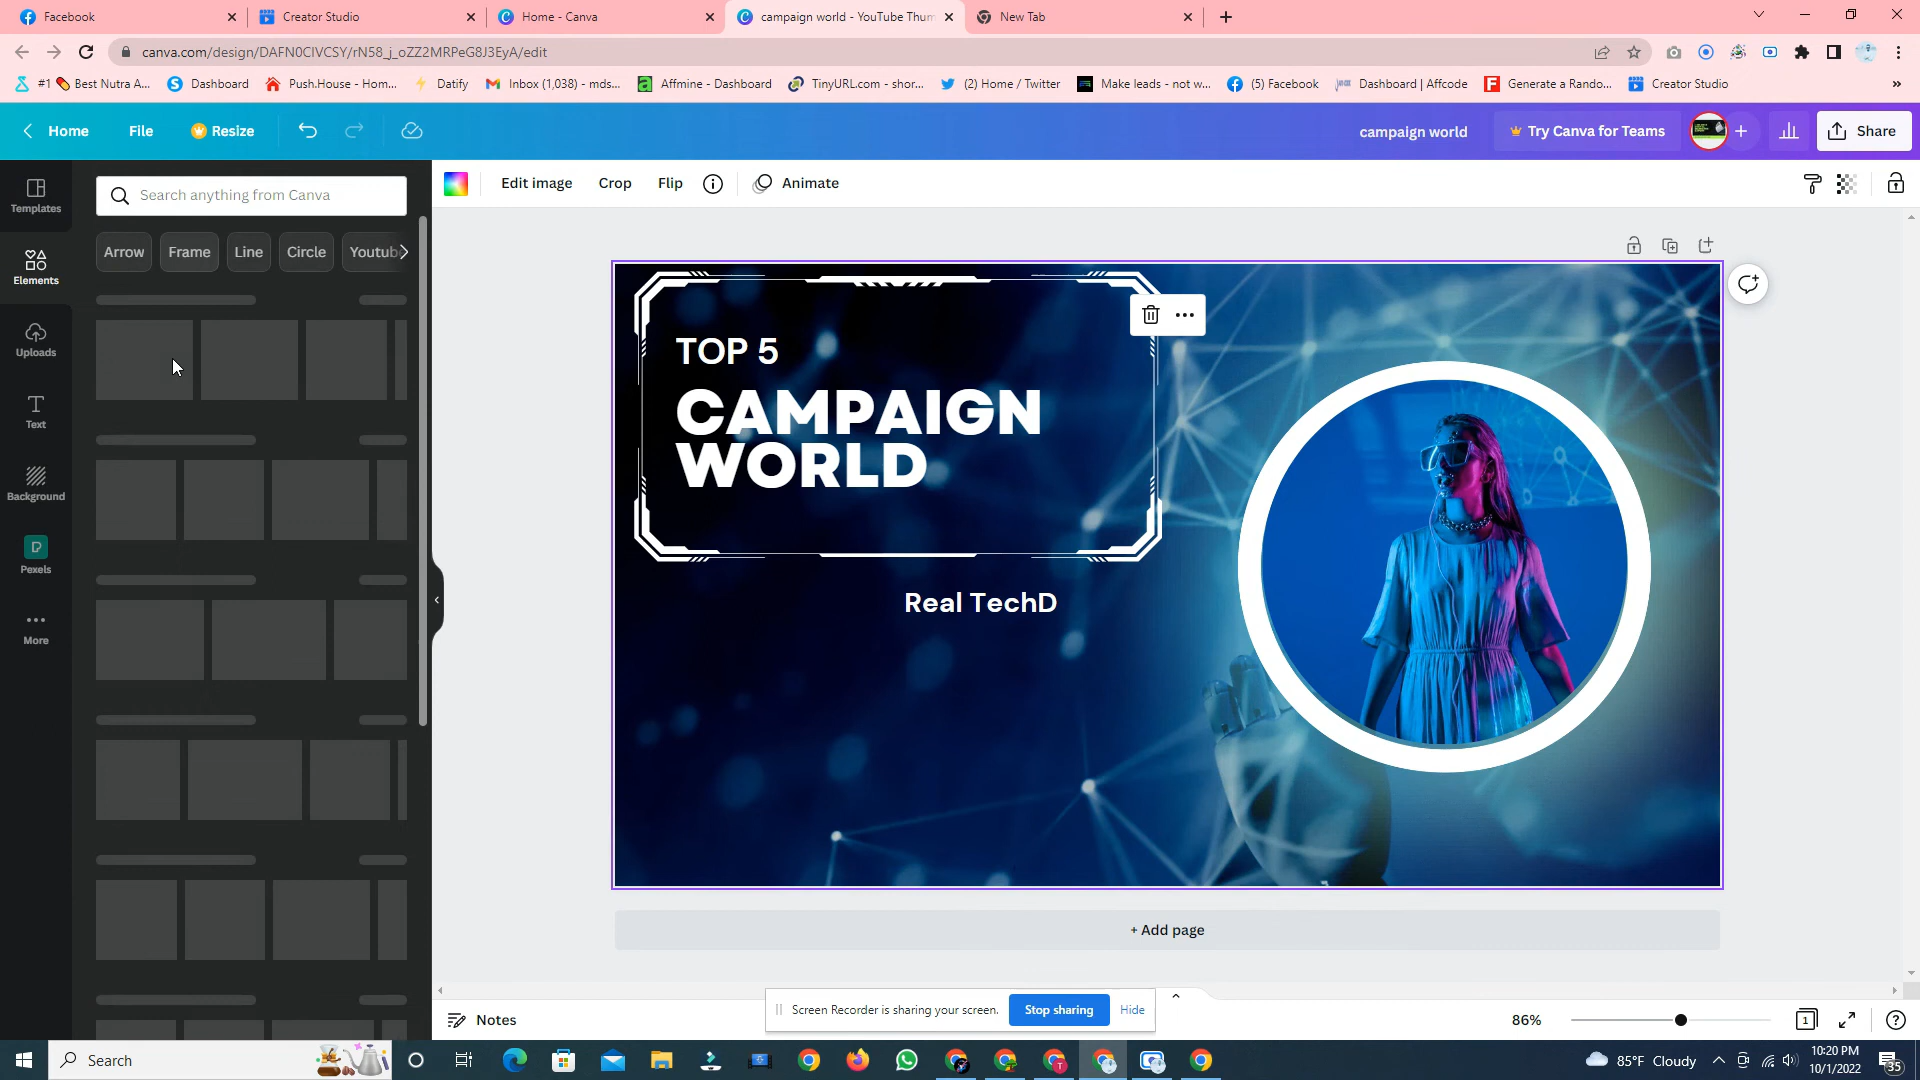 Facebook
Creator Studio
Home - Canva
campaign world - YouTube Thum
New Tab
canva.com/design/DAFN0CIVCSY/rN58_j_oZZ2MRPeG8J3EyA/edit
#1 Best Nutra A...
Dashboard
Push.House - Hom...
Datify
Inbox (1,038) - mds...
Affmine - Dashboard
TinyURL.com - shor...
(2) Home / Twitter
Make leads - not w...
(5) Facebook
Dashboard | Affcode
Generate a Rando...
Creator Studio
Home
File
Resize
campaign world
Try Canva for Teams
Share
Templates
Elements
Uploads
Text
Background
Pexels
More
Search anything from Canva
Arrow
Frame
Line
Circle
Youtub
Edit image
Crop
Flip
Animate
TOP 5
CAMPAIGN
WORLD
Real TechD
+ Add page
Notes
Screen Recorder is sharing your screen.
Stop sharing
Hide
86%
1
Search
85°F Cloudy
10:20 PM
10/1/2022
35